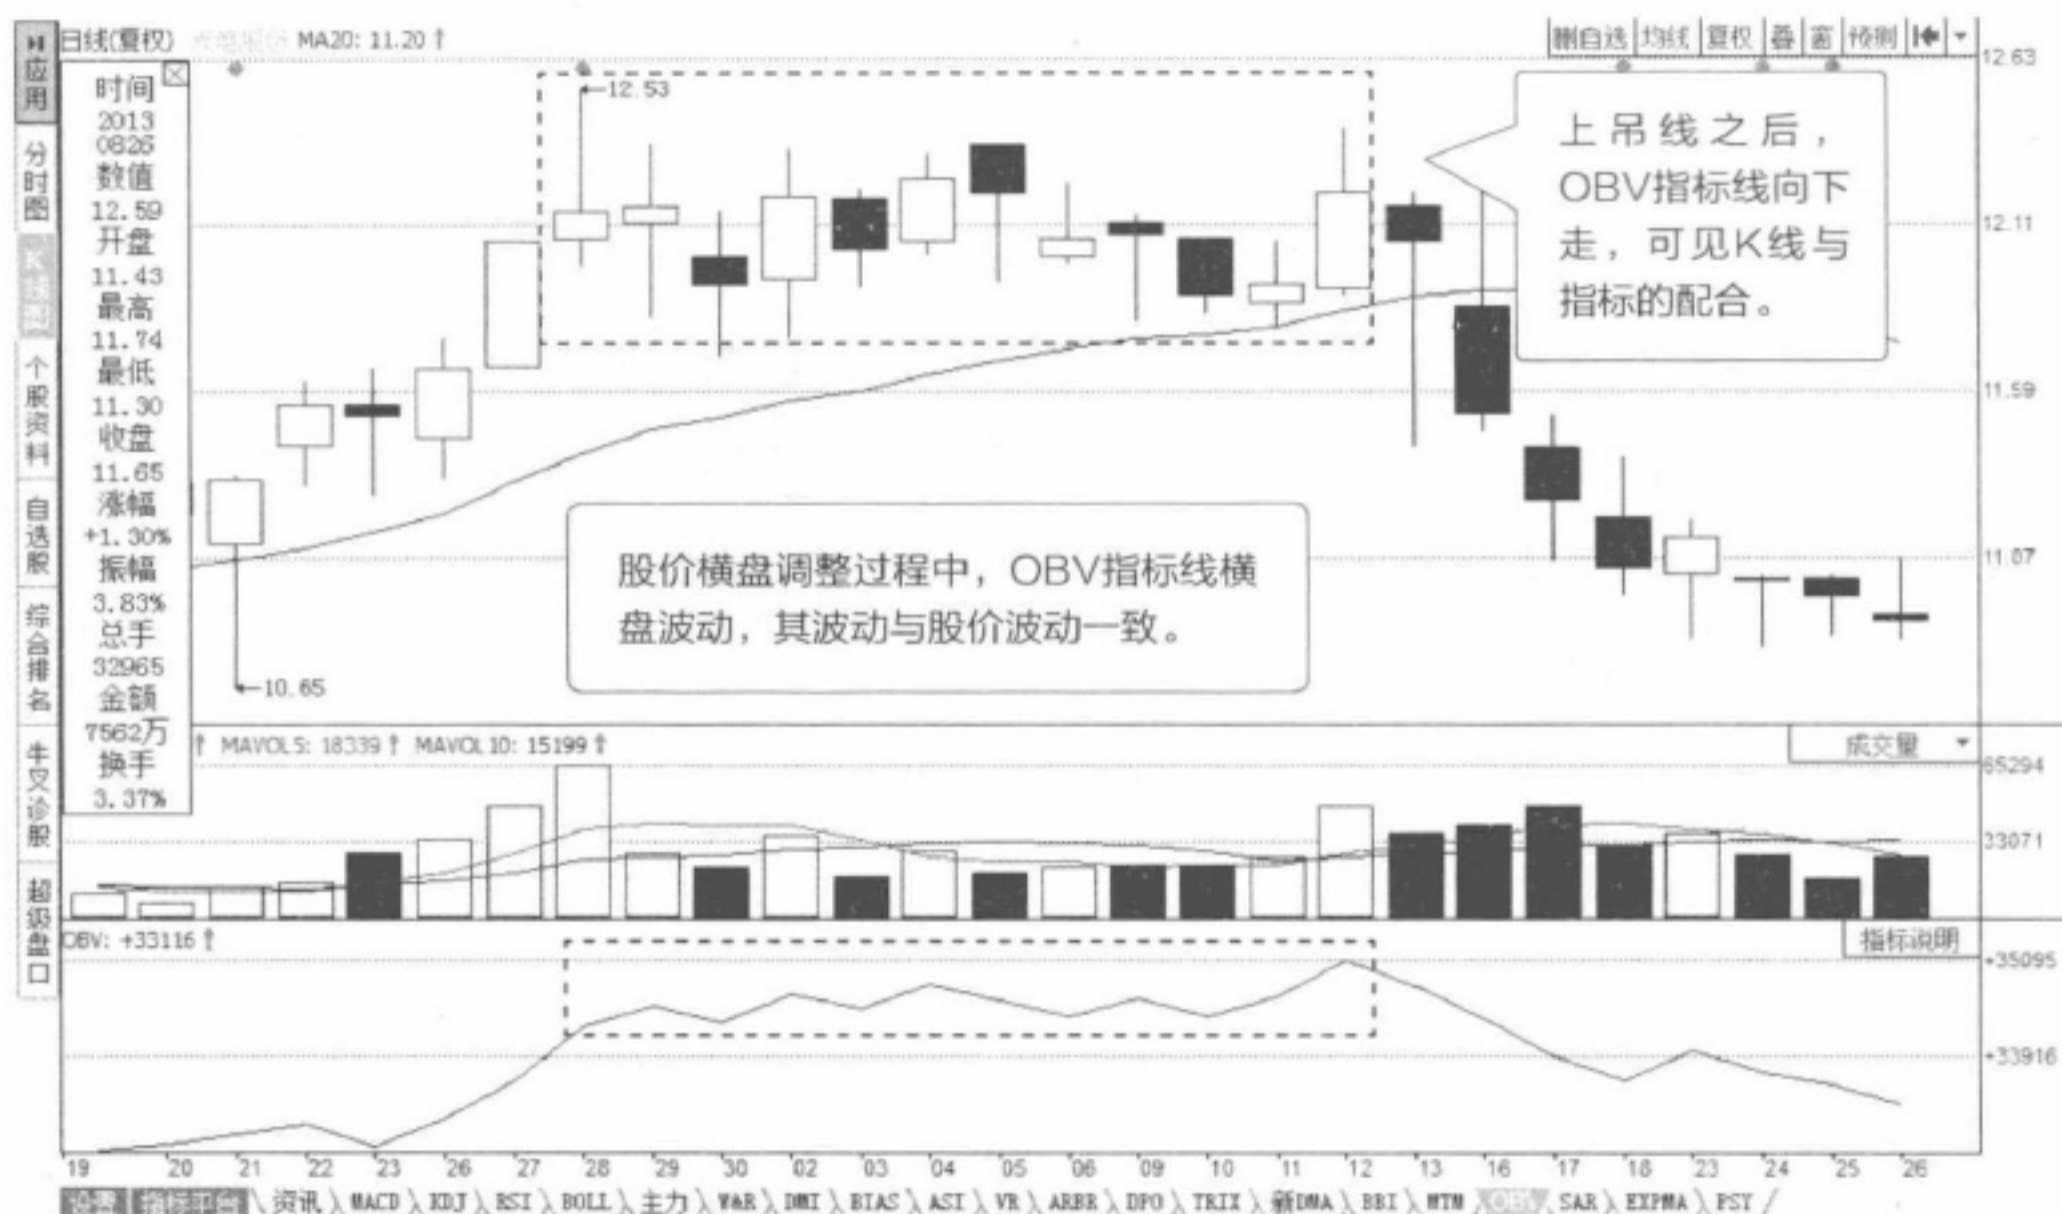 日线(复权) MA20: 11.20↑
删自选 均线 复权 叠 窗 预测
应用
分时图
K线图
个股资料
自选股
综合排名
牛叉诊股
超级盘口
时间
2013
0826
数值
12.59
开盘
11.43
最高
11.74
最低
11.30
收盘
11.65
涨幅
+1.30%
振幅
3.83%
总手
32965
金额
7562万
换手
3.37%
12.53
10.65
上吊线之后，
OBV指标线向下
走，可见K线与
指标的配合。
股价横盘调整过程中，OBV指标线横
盘波动，其波动与股价波动一致。
12.63
12.11
11.59
11.07
↑ MAVOL5: 18339↑ MAVOL10: 15199↑
成交量
65294
33071
OBV: +33116↑
指标说明
+35095
+33916
19 20 21 22 23 26 27 28 29 30 02 03 04 05 06 09 10 11 12 13 16 17 18 23 24 25 26
设置 指标平台 资讯 MACD KDJ RSI BOLL 主力 W&R DMI BIAS ASI VR ARBR DPO TRIX 新DMA BBI MTM OBV SAR EXPMA PSY